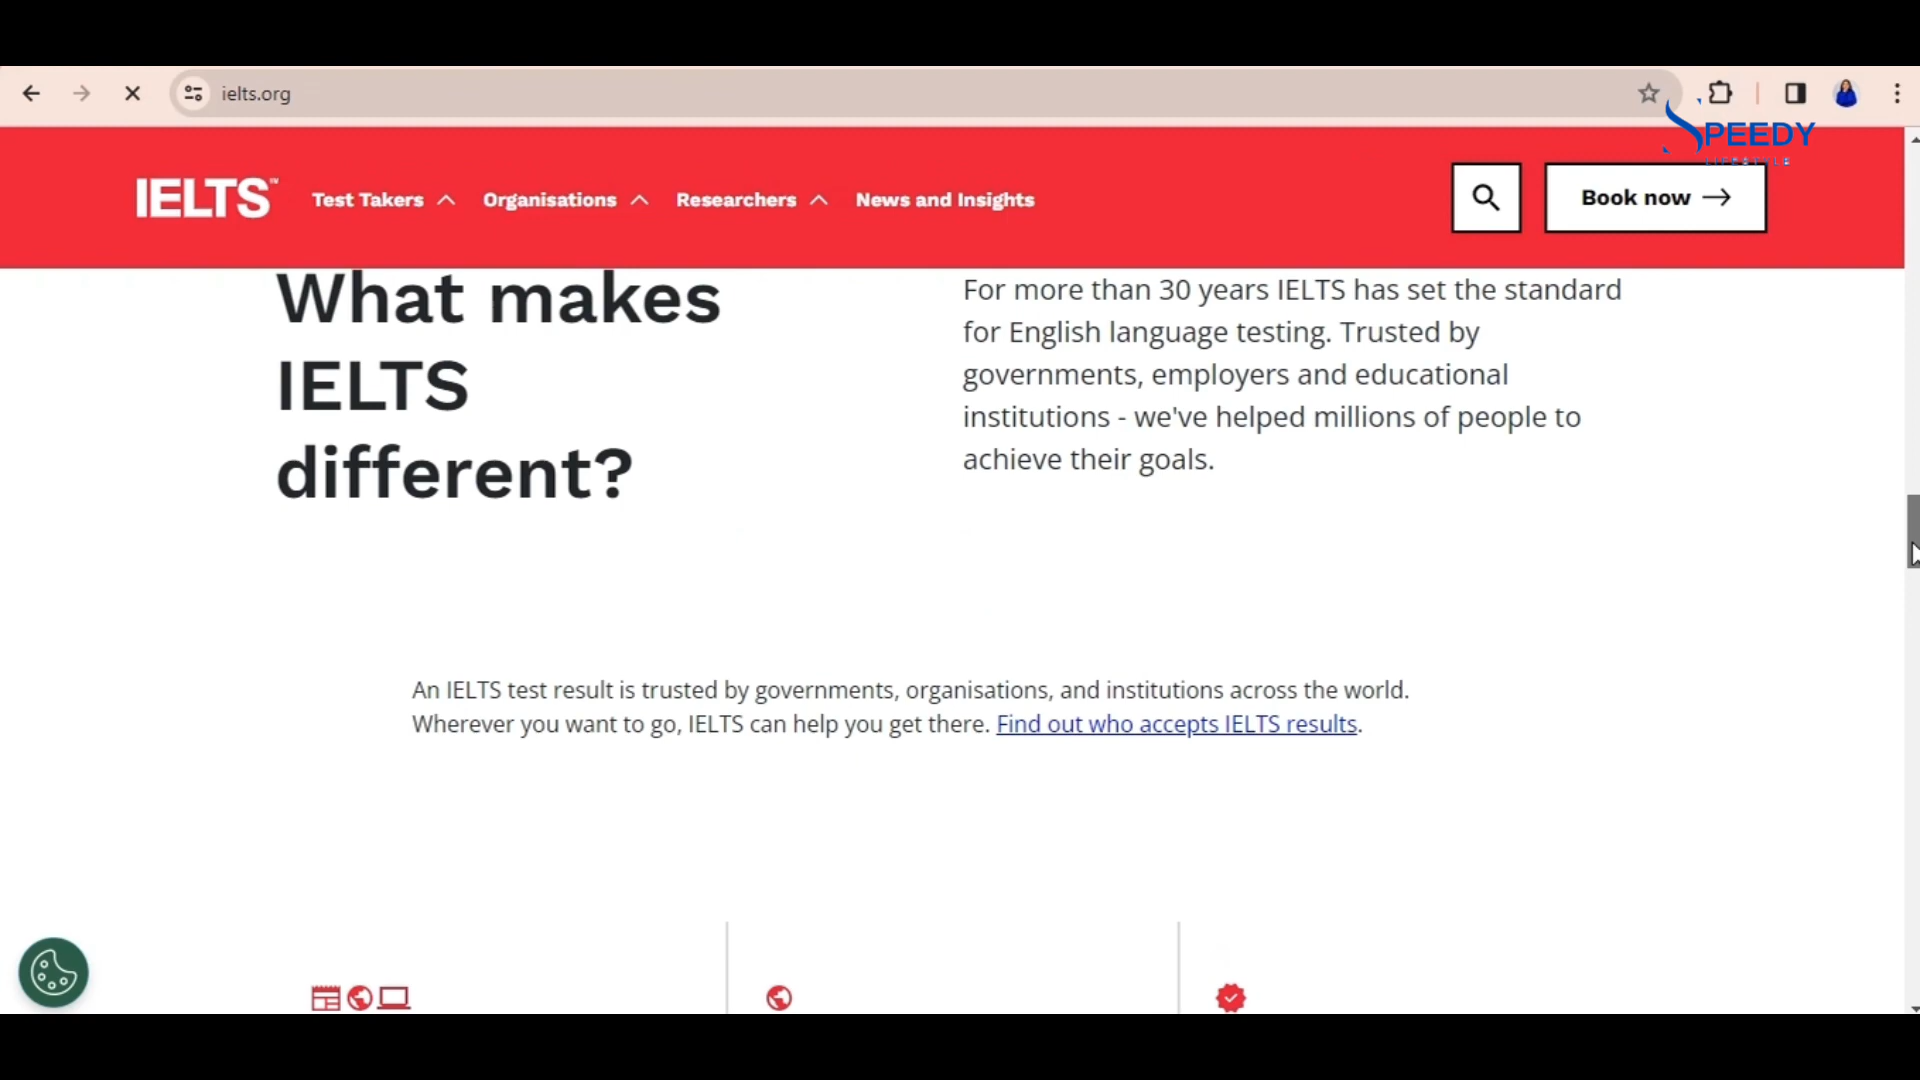 ielts.org
SPEEDY
LIFESTYLE
IELTS™
Test Takers
Organisations
Researchers
News and Insights
Book now
What makes
IELTS
different?
For more than 30 years IELTS has set the standard
for English language testing. Trusted by
governments, employers and educational
institutions - we've helped millions of people to
achieve their goals.
An IELTS test result is trusted by governments, organisations, and institutions across the world.
Wherever you want to go, IELTS can help you get there. Find out who accepts IELTS results.